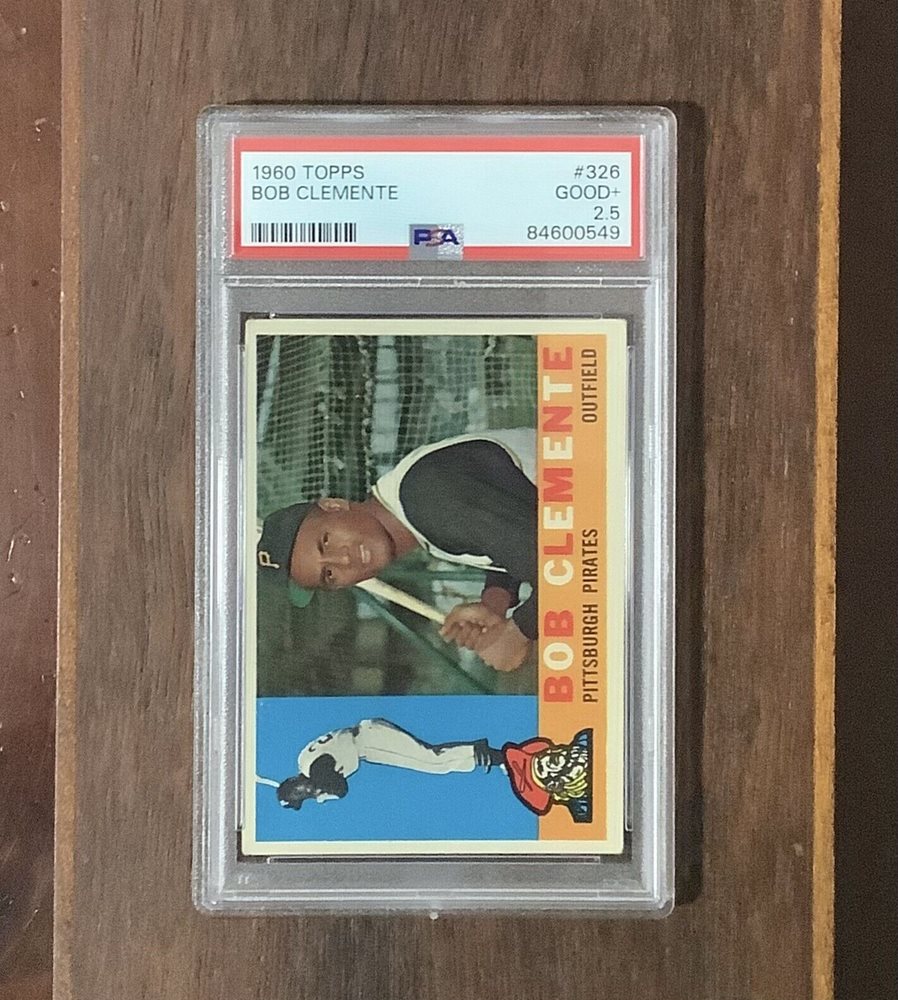 1960 TOPPS #326
BOB CLEMENTE GOOD+
2.5
PSA 84600549
P
BOB CLEMENTE
PITTSBURGH PIRATES OUTFIELD